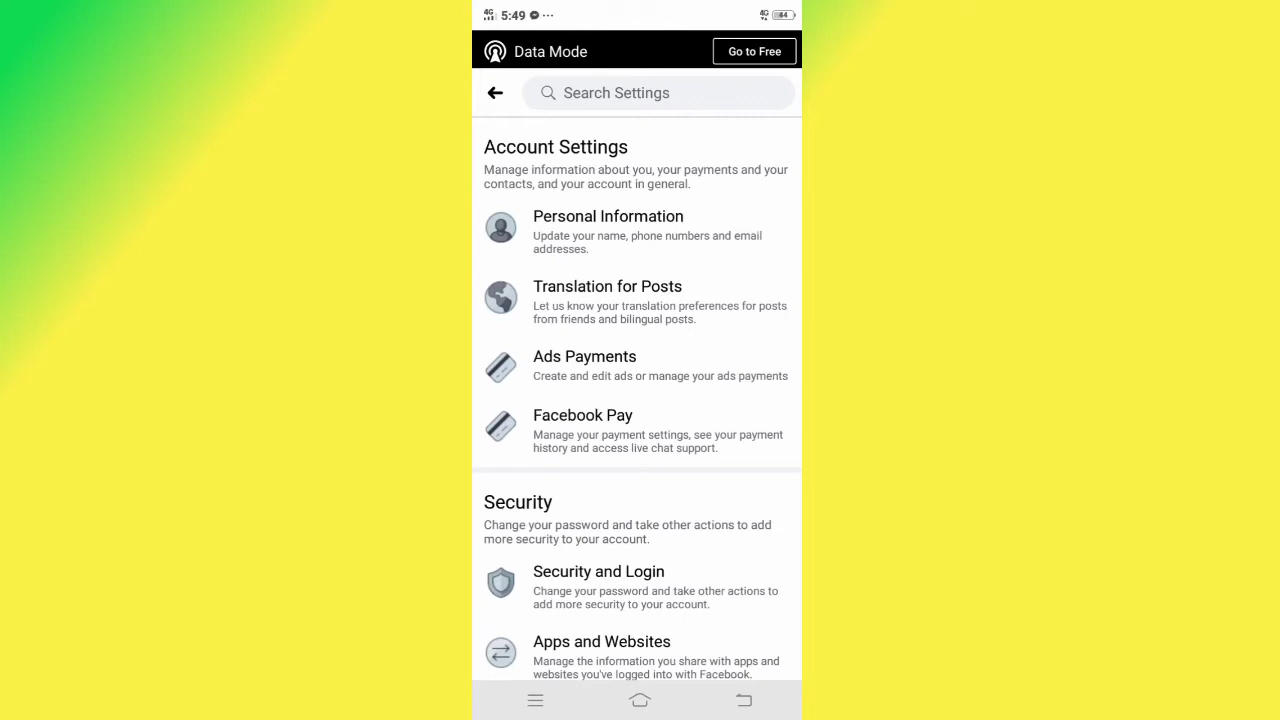 4G 5:49 ... 4G 84
Data Mode Go to Free
Search Settings
Account Settings
Manage information about you, your payments and your
contacts, and your account in general.
Personal Information
Update your name, phone numbers and email
addresses.
Translation for Posts
Let us know your translation preferences for posts
from friends and bilingual posts.
Ads Payments
Create and edit ads or manage your ads payments
Facebook Pay
Manage your payment settings, see your payment
history and access live chat support.
Security
Change your password and take other actions to add
more security to your account.
Security and Login
Change your password and take other actions to
add more security to your account.
Apps and Websites
Manage the information you share with apps and
websites you've logged into with Facebook.